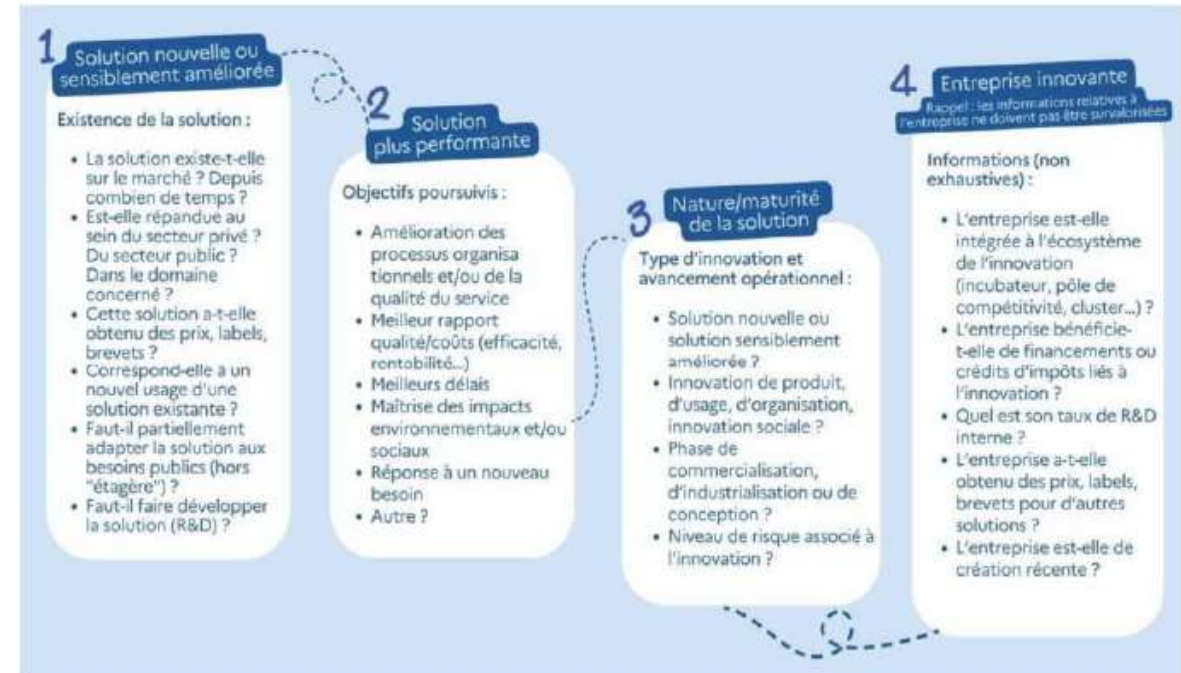 1
Solution nouvelle ou
sensiblement améliorée
Existence de la solution :
• La solution existe-t-elle
sur le marché ? Depuis
combien de temps ?
• Est-elle répandue au
sein du secteur privé ?
Du secteur public ?
Dans le domaine
concerné ?
• Cette solution a-t-elle
obtenu des prix, labels,
brevets ?
• Correspond-elle à un
nouvel usage d'une
solution existante ?
• Faut-il partiellement
adapter la solution aux
besoins publics (hors
"étagère") ?
• Faut-il faire développer
la solution (R&D) ?
2
Solution
plus performante
Objectifs poursuivis :
• Amélioration des
processus organisa
tionnels et/ou de la
qualité du service
• Meilleur rapport
qualité/coûts (efficacité,
rentabilité...)
• Meilleurs délais
• Maîtrise des impacts
environnementaux et/ou
sociaux
• Réponse à un nouveau
besoin
• Autre ?
3
Nature/maturité
de la solution
Type d'innovation et
avancement opérationnel :
• Solution nouvelle ou
solution sensiblement
améliorée ?
• Innovation de produit,
d'usage, d'organisation,
innovation sociale ?
• Phase de
commercialisation,
d'industrialisation ou de
conception ?
• Niveau de risque associé à
l'innovation ?
4
Entreprise innovante
Rappel : les informations relatives à
l'entreprise ne doivent pas être survalorisées
Informations (non
exhaustives) :
• L'entreprise est-elle
intégrée à l'écosystème
de l'innovation
(incubateur, pôle de
compétitivité, cluster...) ?
• L'entreprise bénéficie-
t-elle de financements ou
crédits d'impôts liés à
l'innovation ?
• Quel est son taux de R&D
interne ?
• L'entreprise a-t-elle
obtenu des prix, labels,
brevets pour d'autres
solutions ?
• L'entreprise est-elle de
création récente ?